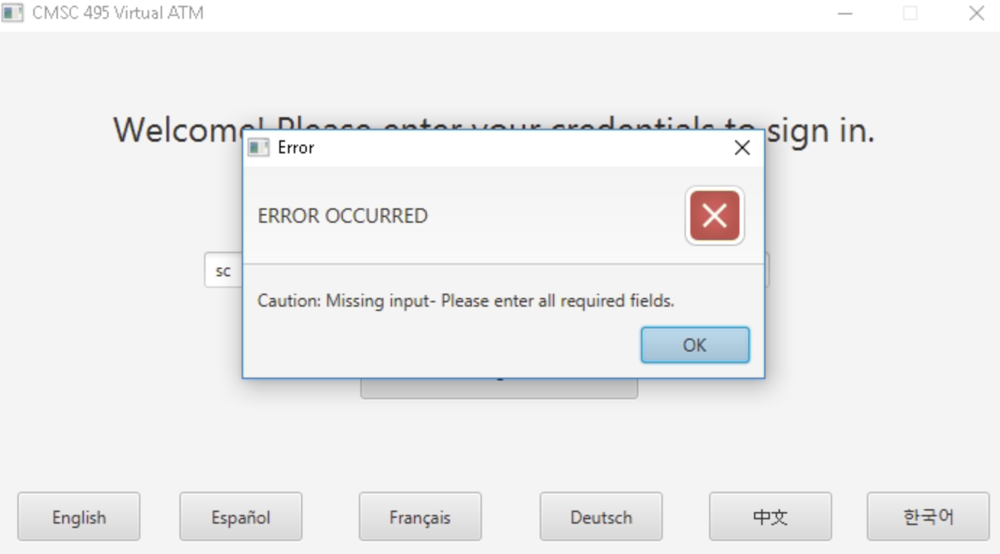 CMSC 495 Virtual ATM
Welcome! Please enter your credentials to sign in.
Error
ERROR OCCURRED
sc
Caution: Missing input- Please enter all required fields.
OK
English
Español
Français
Deutsch
中文
한국어